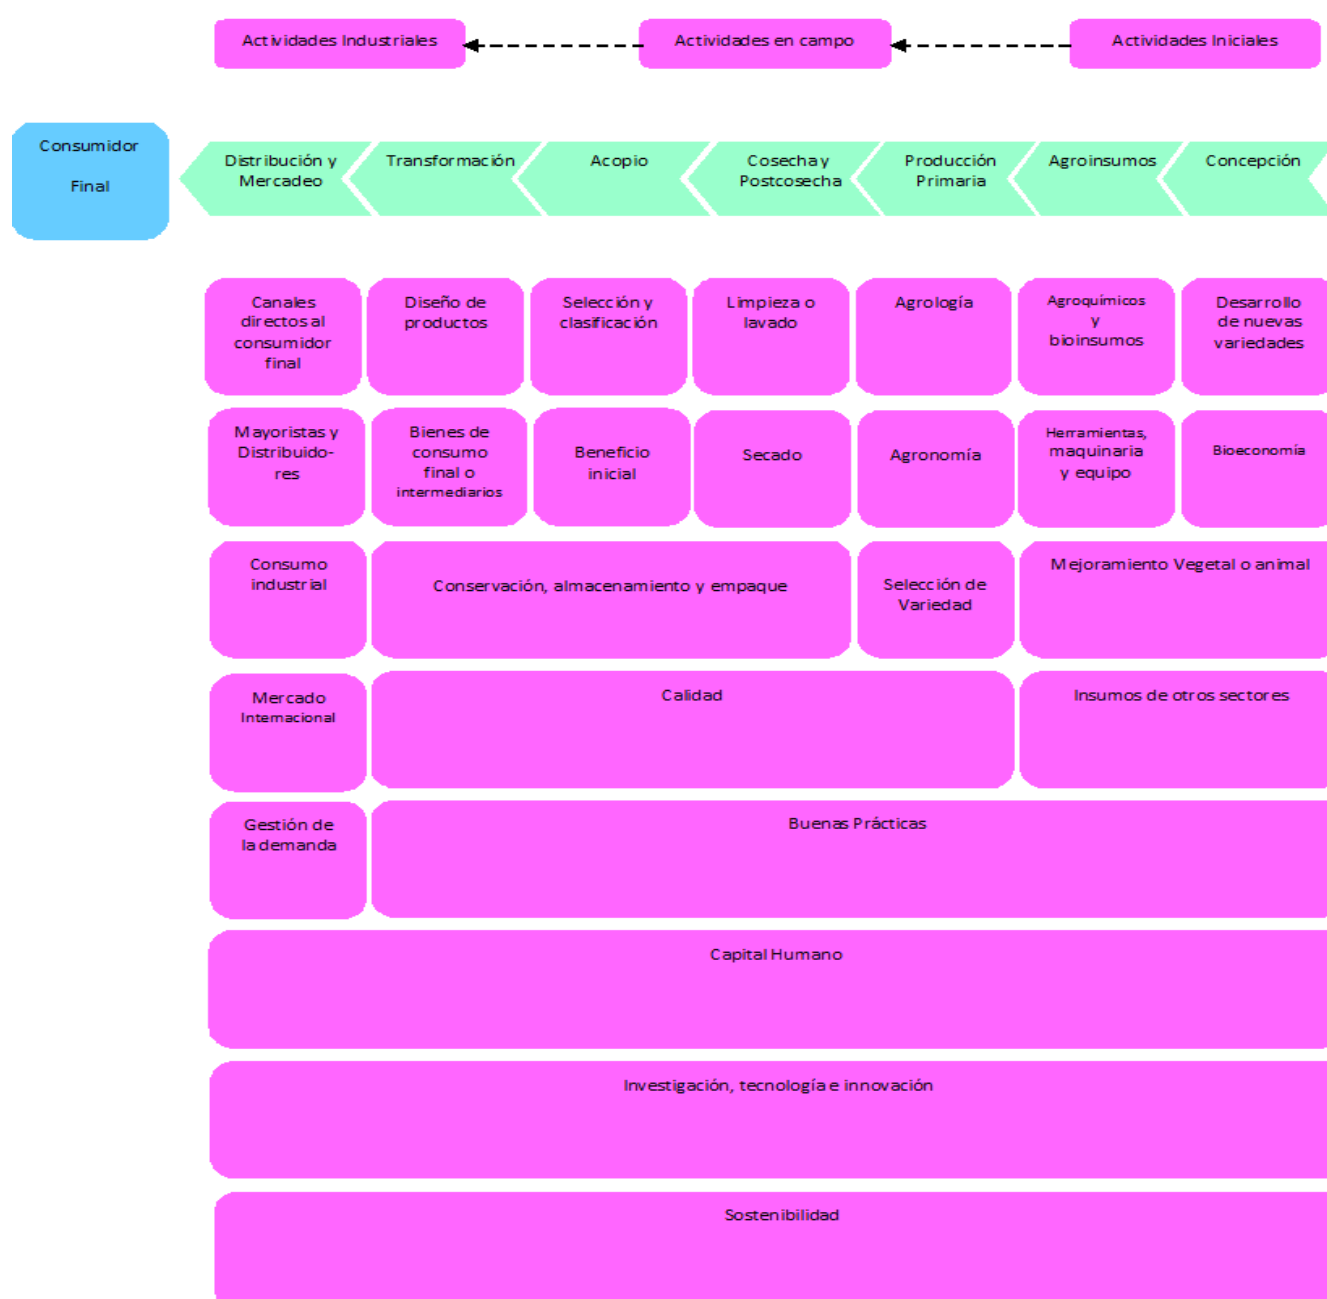 Actividades Industriales
Actividades en campo
Actividades Iniciales
Consumidor
Final
Distribución y
Mercadeo
Transformación
Acopio
Cosecha y
Postcosecha
Producción
Primaria
Agroinsumos
Concepción
Canales
directos al
consumidor
final
Diseño de
productos
Selección y
clasificación
Limpieza o
lavado
Agrología
Agroquímicos
y
bioinsumos
Desarrollo
de nuevas
variedades
Mayoristas y
Distribuido-
res
Bienes de
consumo
final o
intermediarios
Beneficio
inicial
Secado
Agronomía
Herramientas,
maquinaria
y equipo
Bioeconomía
Consumo
industrial
Conservación, almacenamiento y empaque
Selección de
Variedad
Mejoramiento Vegetal o animal
Mercado
Internacional
Calidad
Insumos de otros sectores
Gestión de
la demanda
Buenas Prácticas
Capital Humano
Investigación, tecnología e innovación
Sostenibilidad